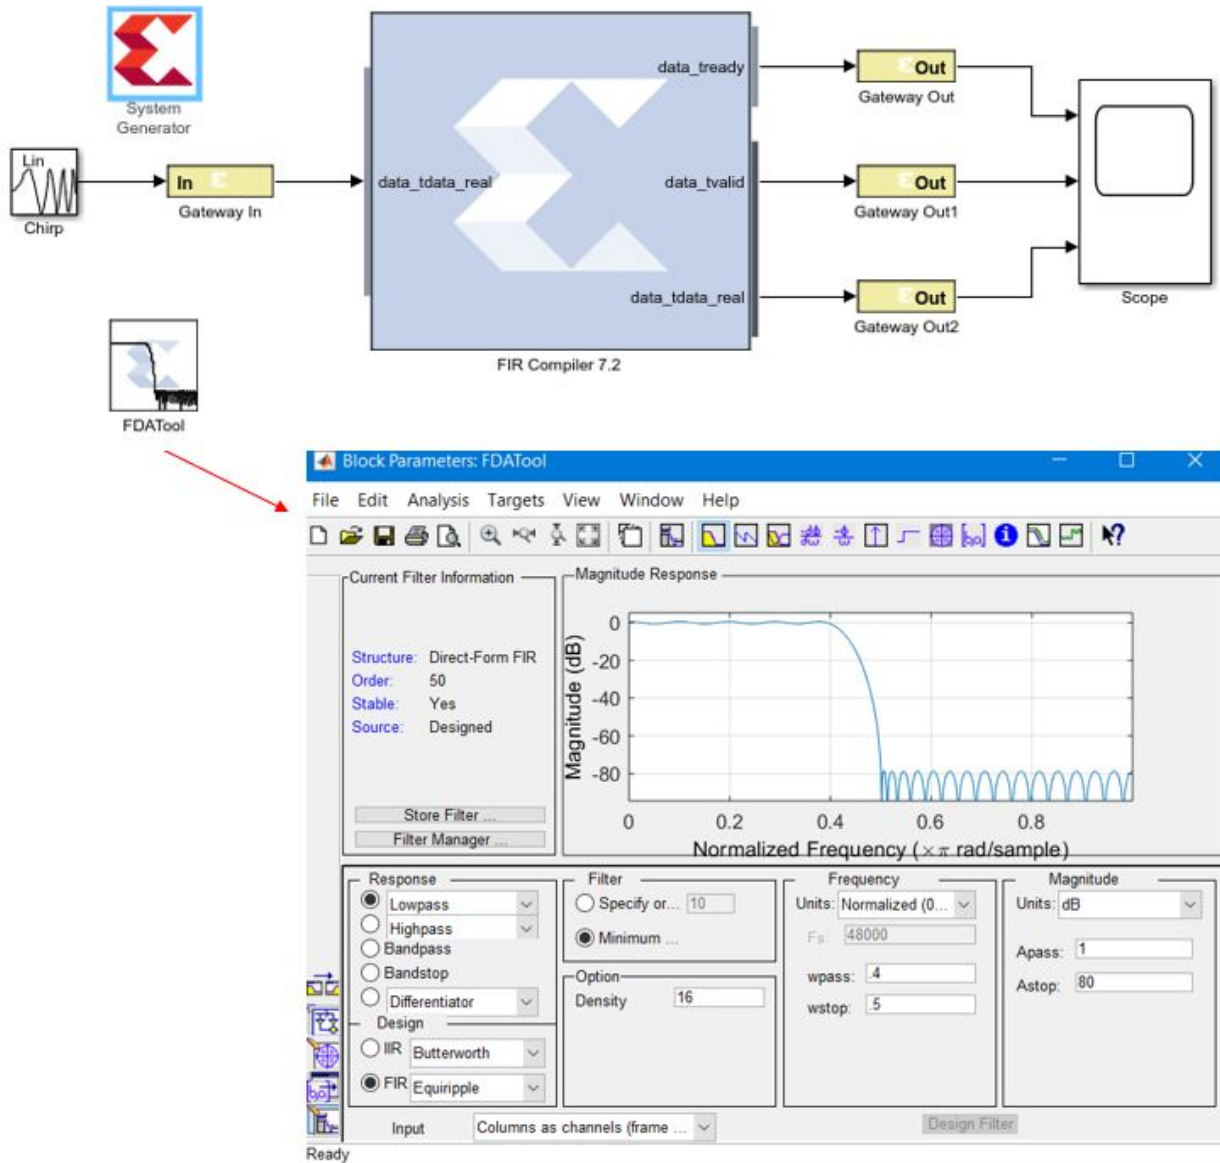 System
Generator
Lin
Chirp
In
Gateway In
data_tdata_real
data_tready
data_tvalid
data_tdata_real
FIR Compiler 7.2
Out
Gateway Out
Out
Gateway Out1
Out
Gateway Out2
Scope
FDATool
Block Parameters: FDATool
File Edit Analysis Targets View Window Help
Current Filter Information
Structure: Direct-Form FIR
Order: 50
Stable: Yes
Source: Designed
Store Filter ...
Filter Manager ...
Magnitude Response
Magnitude (dB)
0
-20
-40
-60
-80
0 0.2 0.4 0.6 0.8
Normalized Frequency (×π rad/sample)
Response
Lowpass
Highpass
Bandpass
Bandstop
Differentiator
Design
IIR Butterworth
FIR Equiripple
Filter
Specify or... 10
Minimum ...
Option
Density 16
Frequency
Units: Normalized (0...
Fs: 48000
wpass: .4
wstop: .5
Magnitude
Units: dB
Apass: 1
Astop: 80
Input Columns as channels (frame ...
Design Filter
Ready